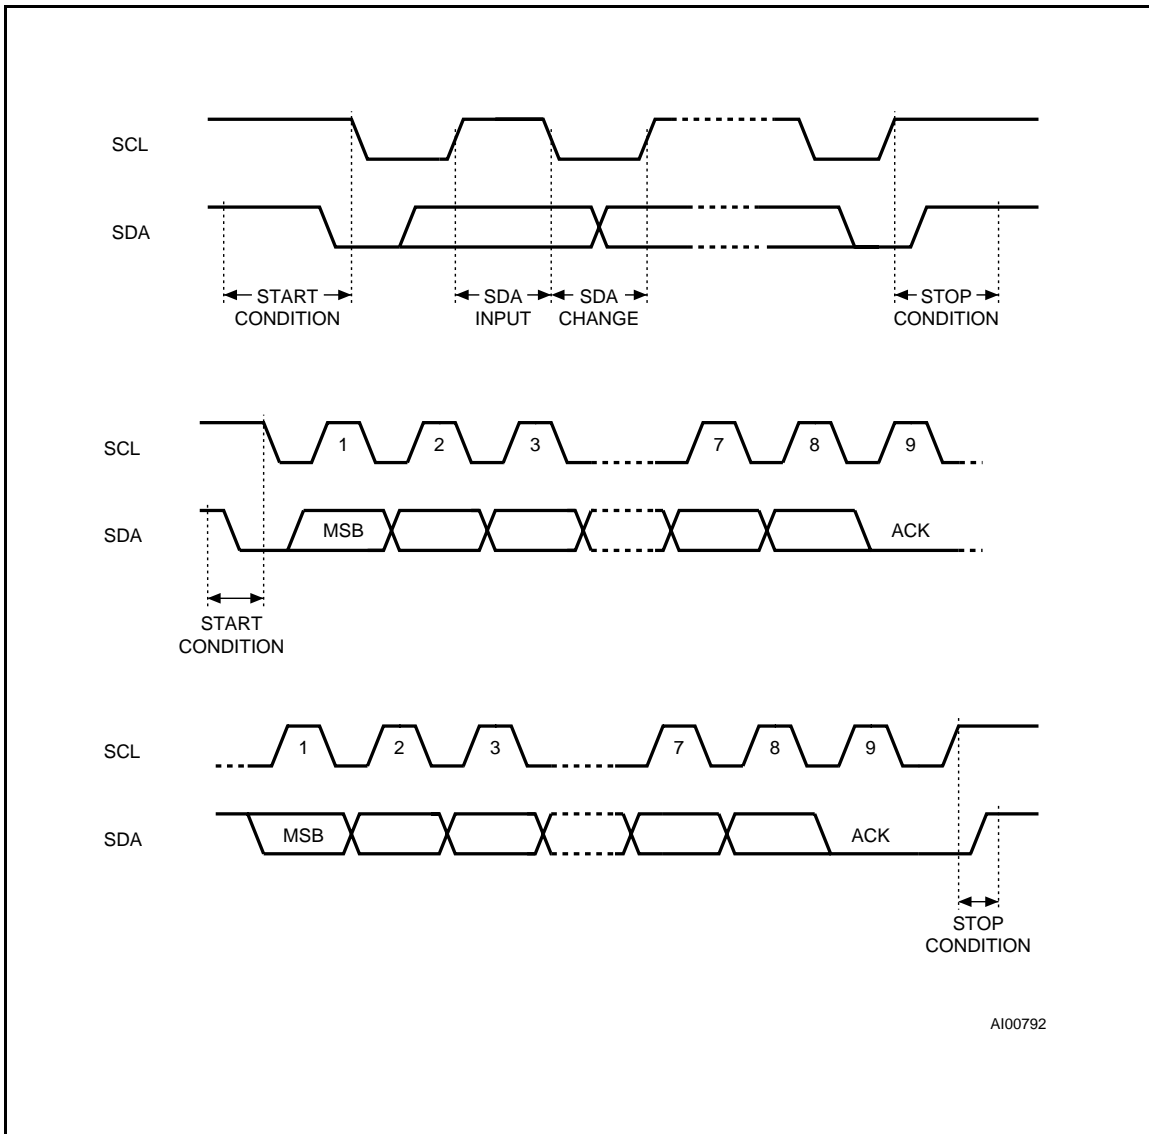 SCL
SDA
START CONDITION
SDA INPUT
SDA CHANGE
STOP CONDITION
SCL
1 2 3 7 8 9
SDA
MSB ACK
START CONDITION
SCL
1 2 3 7 8 9
SDA
MSB ACK
STOP CONDITION
AI00792